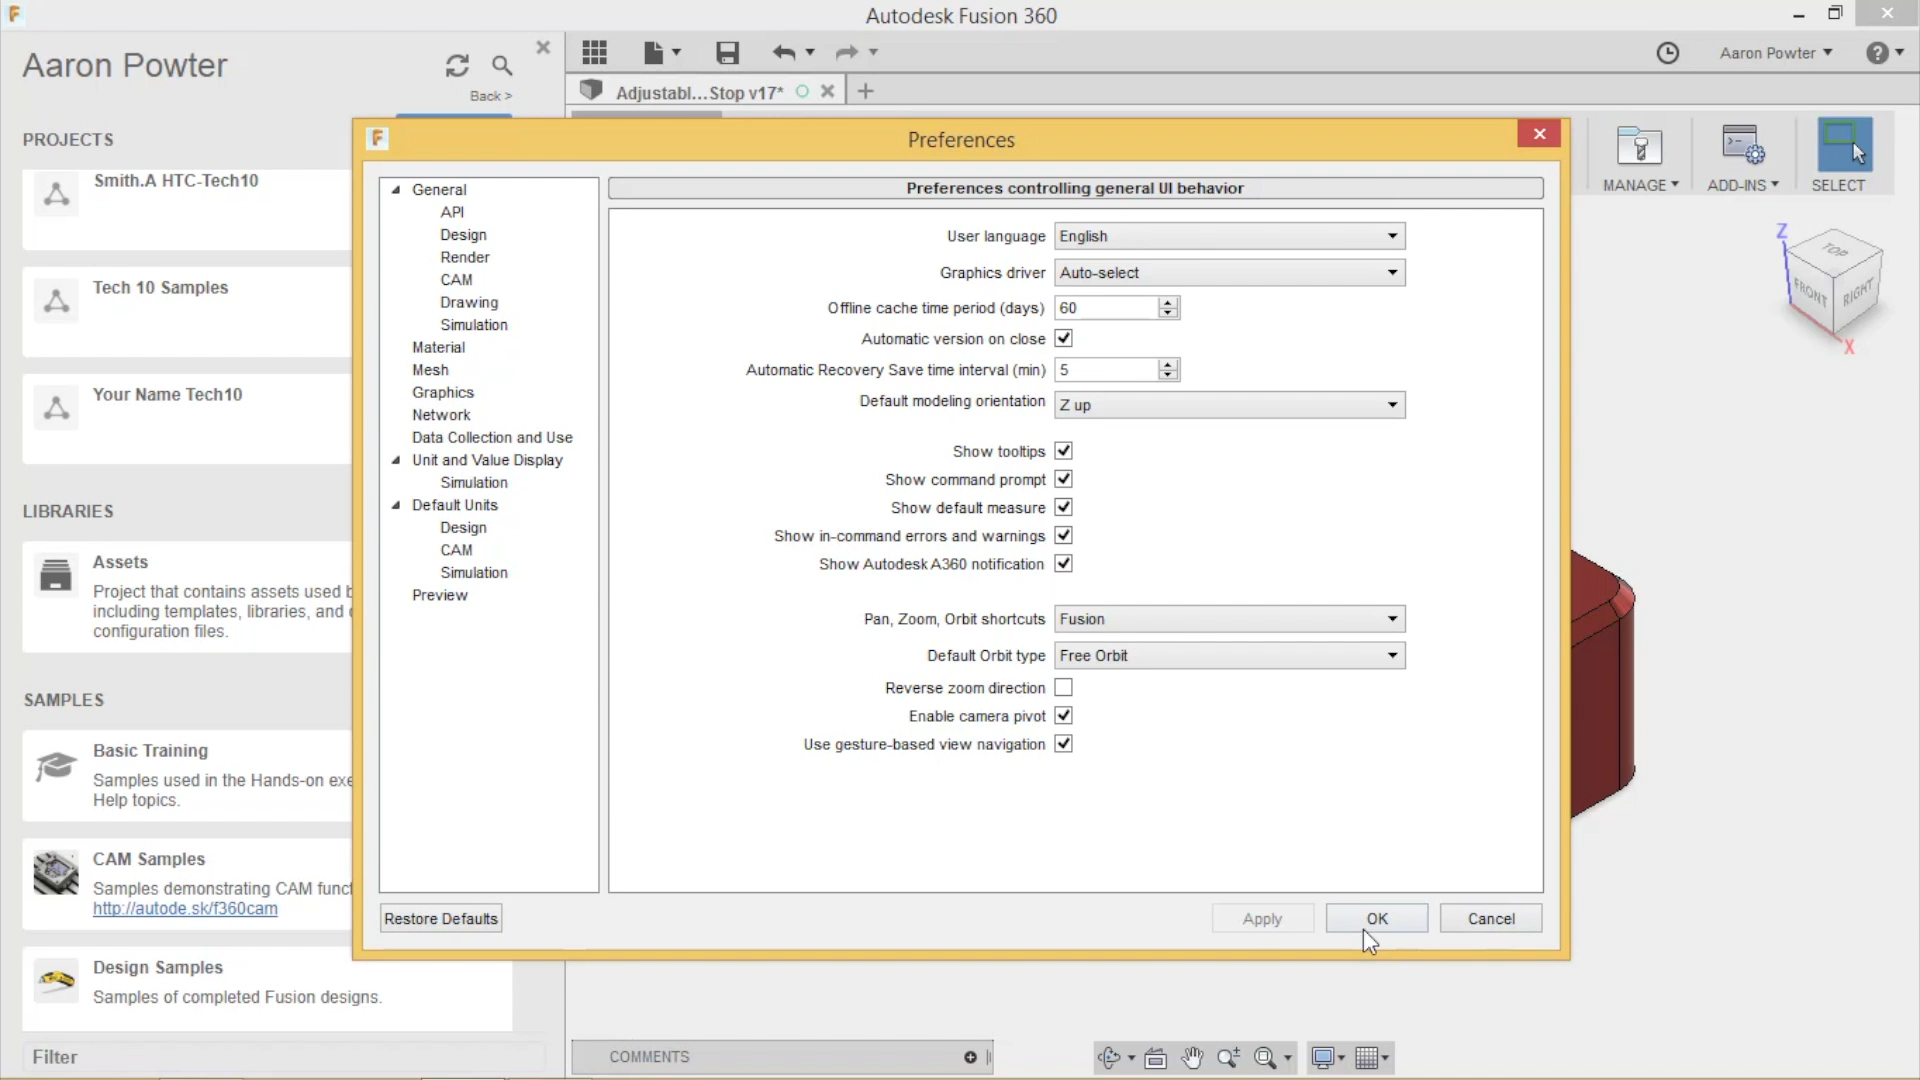 Autodesk Fusion 360
Aaron Powter
Back >
Adjustabl...Stop v17*
Aaron Powter
PROJECTS
Smith.A HTC-Tech10
Tech 10 Samples
Your Name Tech10
LIBRARIES
Assets
Project that contains assets used
including templates, libraries, and
configuration files.
SAMPLES
Basic Training
Samples used in the Hands-on exe
Help topics.
CAM Samples
Samples demonstrating CAM funct
http://autode.sk/f360cam
Design Samples
Samples of completed Fusion designs.
Filter
Preferences
General
API
Design
Render
CAM
Drawing
Simulation
Material
Mesh
Graphics
Network
Data Collection and Use
Unit and Value Display
Simulation
Default Units
Design
CAM
Simulation
Preview
Preferences controlling general UI behavior
User language English
Graphics driver Auto-select
Offline cache time period (days) 60
Automatic version on close
Automatic Recovery Save time interval (min) 5
Default modeling orientation Z up
Show tooltips
Show command prompt
Show default measure
Show in-command errors and warnings
Show Autodesk A360 notification
Pan, Zoom, Orbit shortcuts Fusion
Default Orbit type Free Orbit
Reverse zoom direction
Enable camera pivot
Use gesture-based view navigation
Restore Defaults
Apply
OK
Cancel
MANAGE
ADD-INS
SELECT
Z
TOP
FRONT
RIGHT
X
COMMENTS